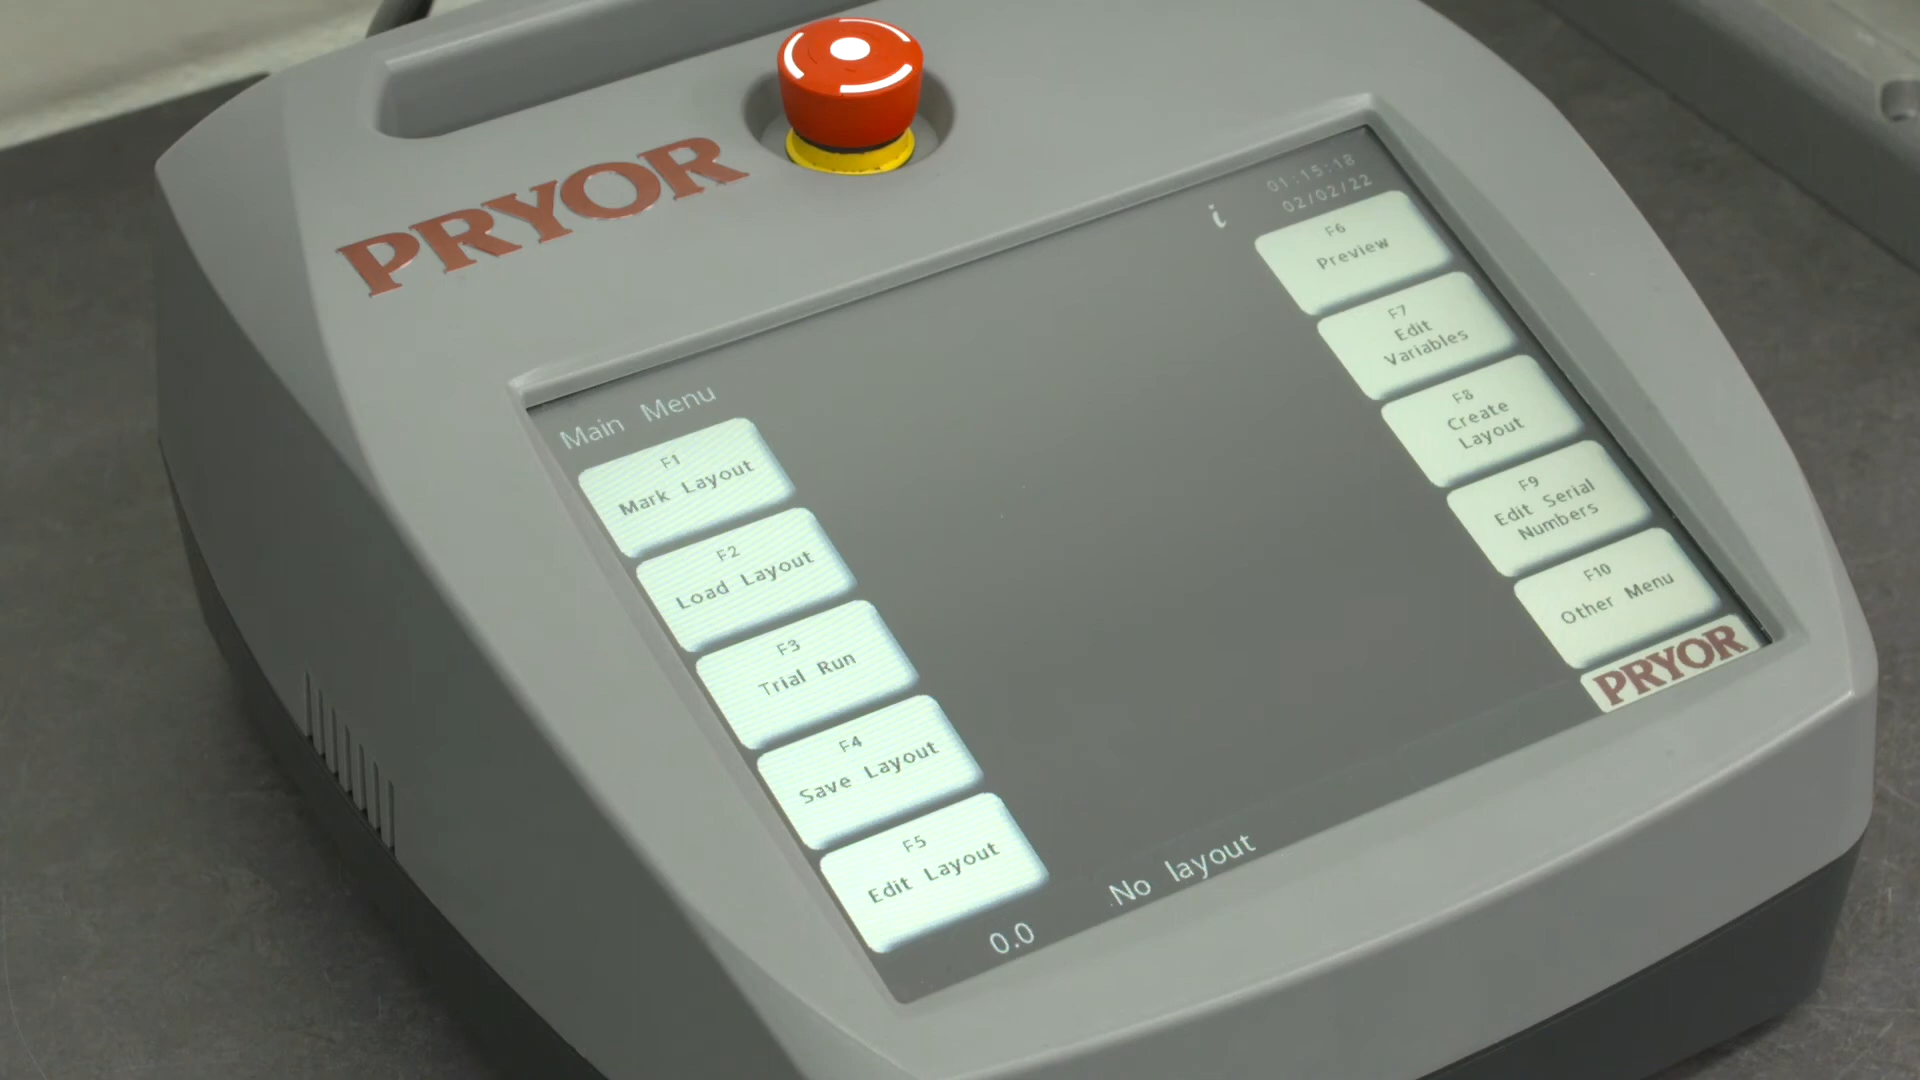 PRYOR
01:15:18
02/02/22
i
Main Menu
F1
Mark Layout
F2
Load Layout
F3
Trial Run
F4
Save Layout
F5
Edit Layout
F6
Preview
F7
Edit
Variables
F8
Create
Layout
F9
Edit Serial
Numbers
F10
Other Menu
PRYOR
0.0
No layout